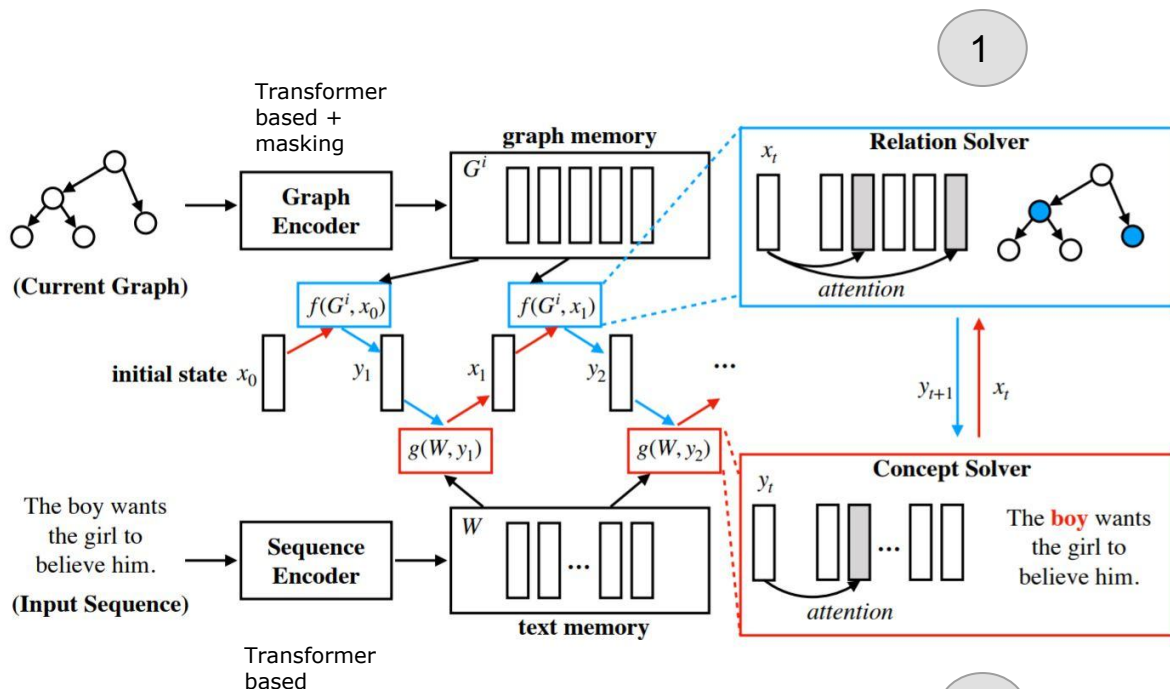 1
Transformer
based +
masking
graph memory
Relation Solver
G^i
x_t
Graph
Encoder
attention
(Current Graph)
f(G^i, x_0)
f(G^i, x_1)
initial state x_0
y_1
x_1
y_2
...
y_{t+1}
x_t
g(W, y_1)
g(W, y_2)
Concept Solver
y_t
The boy wants
the girl to
believe him.
(Input Sequence)
Sequence
Encoder
W
...
text memory
...
The boy wants
the girl to
believe him.
attention
Transformer
based